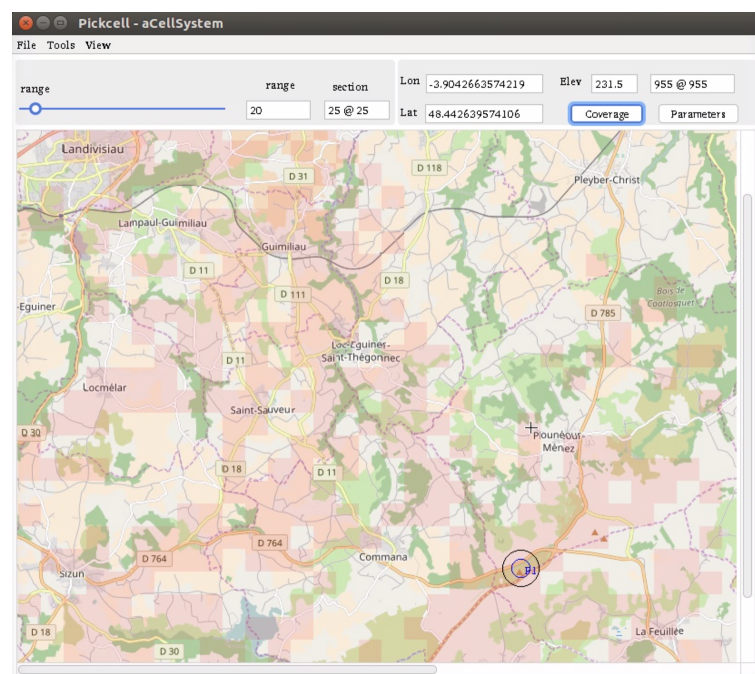 Pickcell - aCellSystem
File Tools View
range
range
section
20
25 @ 25
Lon
-3.9042663574219
Elev
231.5
955 @ 955
Lat
48.442639574106
Coverage
Parameters
Landivisiau
D 31
D 118
Pleyber-Christ
Lampaul-Guimiliau
Guimiliau
D 11
D 18
-Eguiner
D 111
Bois de
Coatlosquet
D 785
Loc-Eguiner-
Saint-Thégonnec
D 11
Locmélar
Saint-Sauveur
D 30
Plounéour-
Ménez
D 18
D 11
D 764
D 764
Commana
Sizun
D 18
La Feuillée
D 30